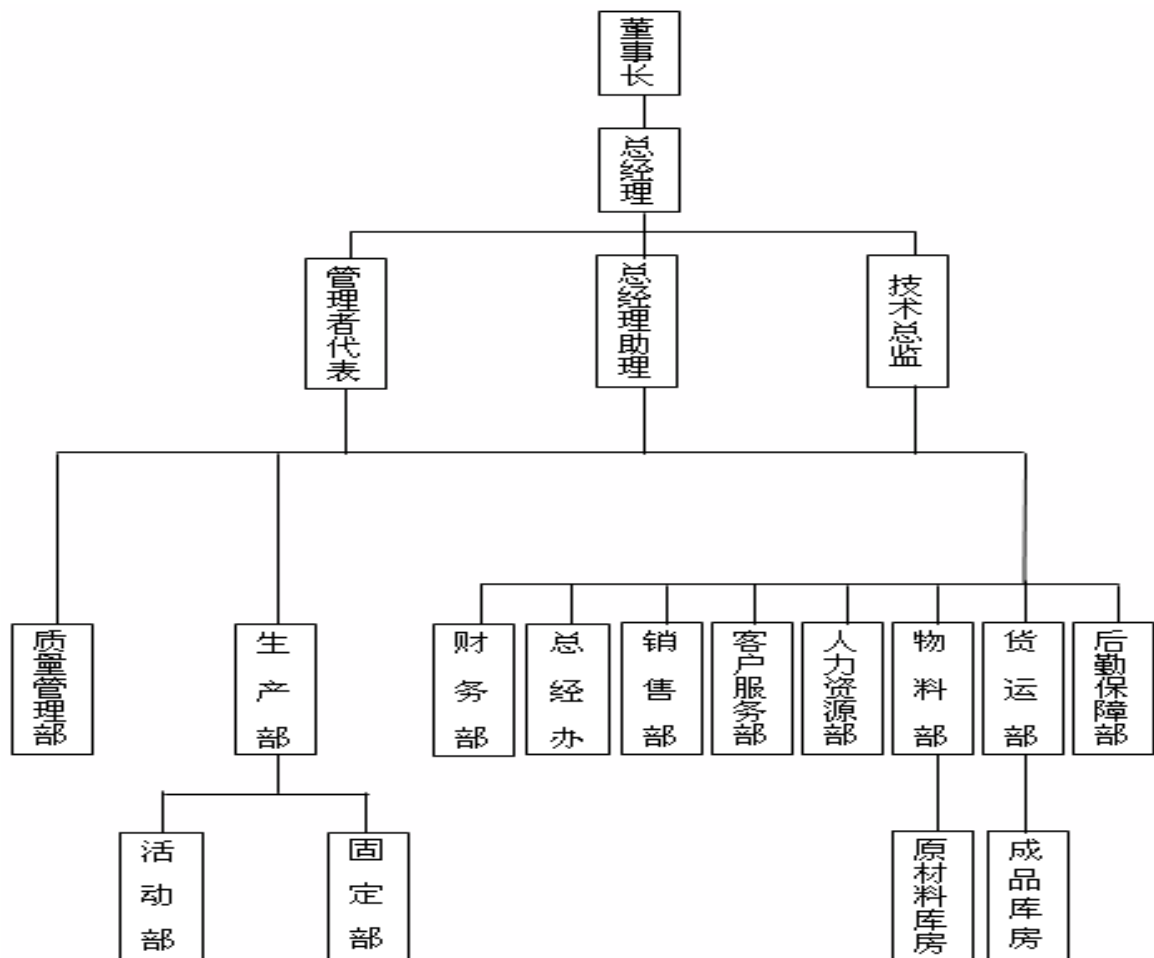 董事长
总经理
管理者代表
总经理助理
技术总监
质量管理部
生产部
财务部
总经办
销售部
客户服务部
人力资源部
物料部
货运部
后勤保障部
活动部
固定部
原材料库房
成品库房